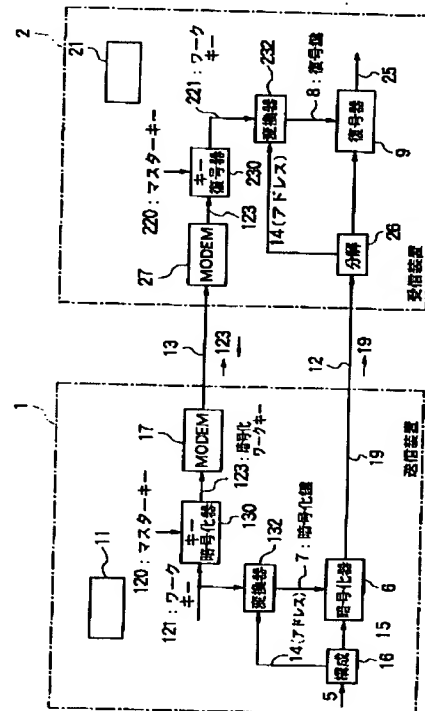 1
11
120:マスターキー
121:ワーク
キー
キー
暗号化器
130
123:暗号化
ワークキー
MODEM
17
変換器
132
14(アドレス)
7:暗号化鍵
5
構成
16
15
暗号化器
6
19
送信装置
13
123
12
19
2
21
220:マスターキー
MODEM
27
123
キー
復号器
230
221:ワーク
キー
変換器
232
14(アドレス)
8:復号鍵
分解
26
復号器
9
25
受信装置